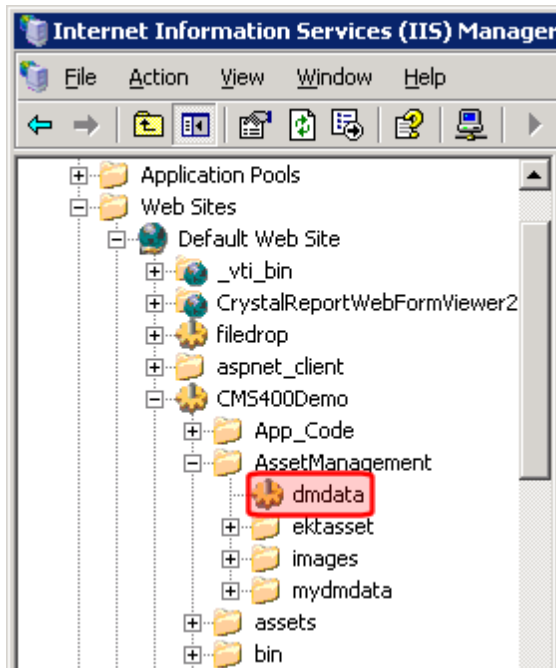 Internet Information Services (IIS) Manager
File Action View Window Help
Application Pools
Web Sites
Default Web Site
_vti_bin
CrystalReportWebFormViewer2
filedrop
aspnet_client
CMS400Demo
App_Code
AssetManagement
dmdata
ektasset
images
mydmdata
assets
bin